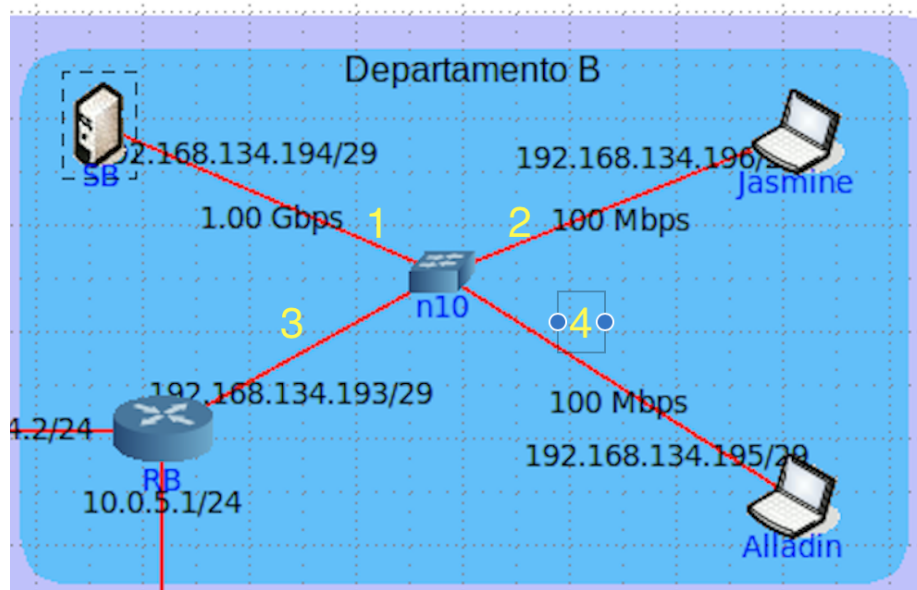 Departamento B
2.168.134.194/29
SB
192.168.134.196/
Jasmine
1.00 Gbps
1
2
100 Mbps
n10
3
4
192.168.134.193/29
100 Mbps
4.2/24
RB
192.168.134.195/29
10.0.5.1/24
Alladin